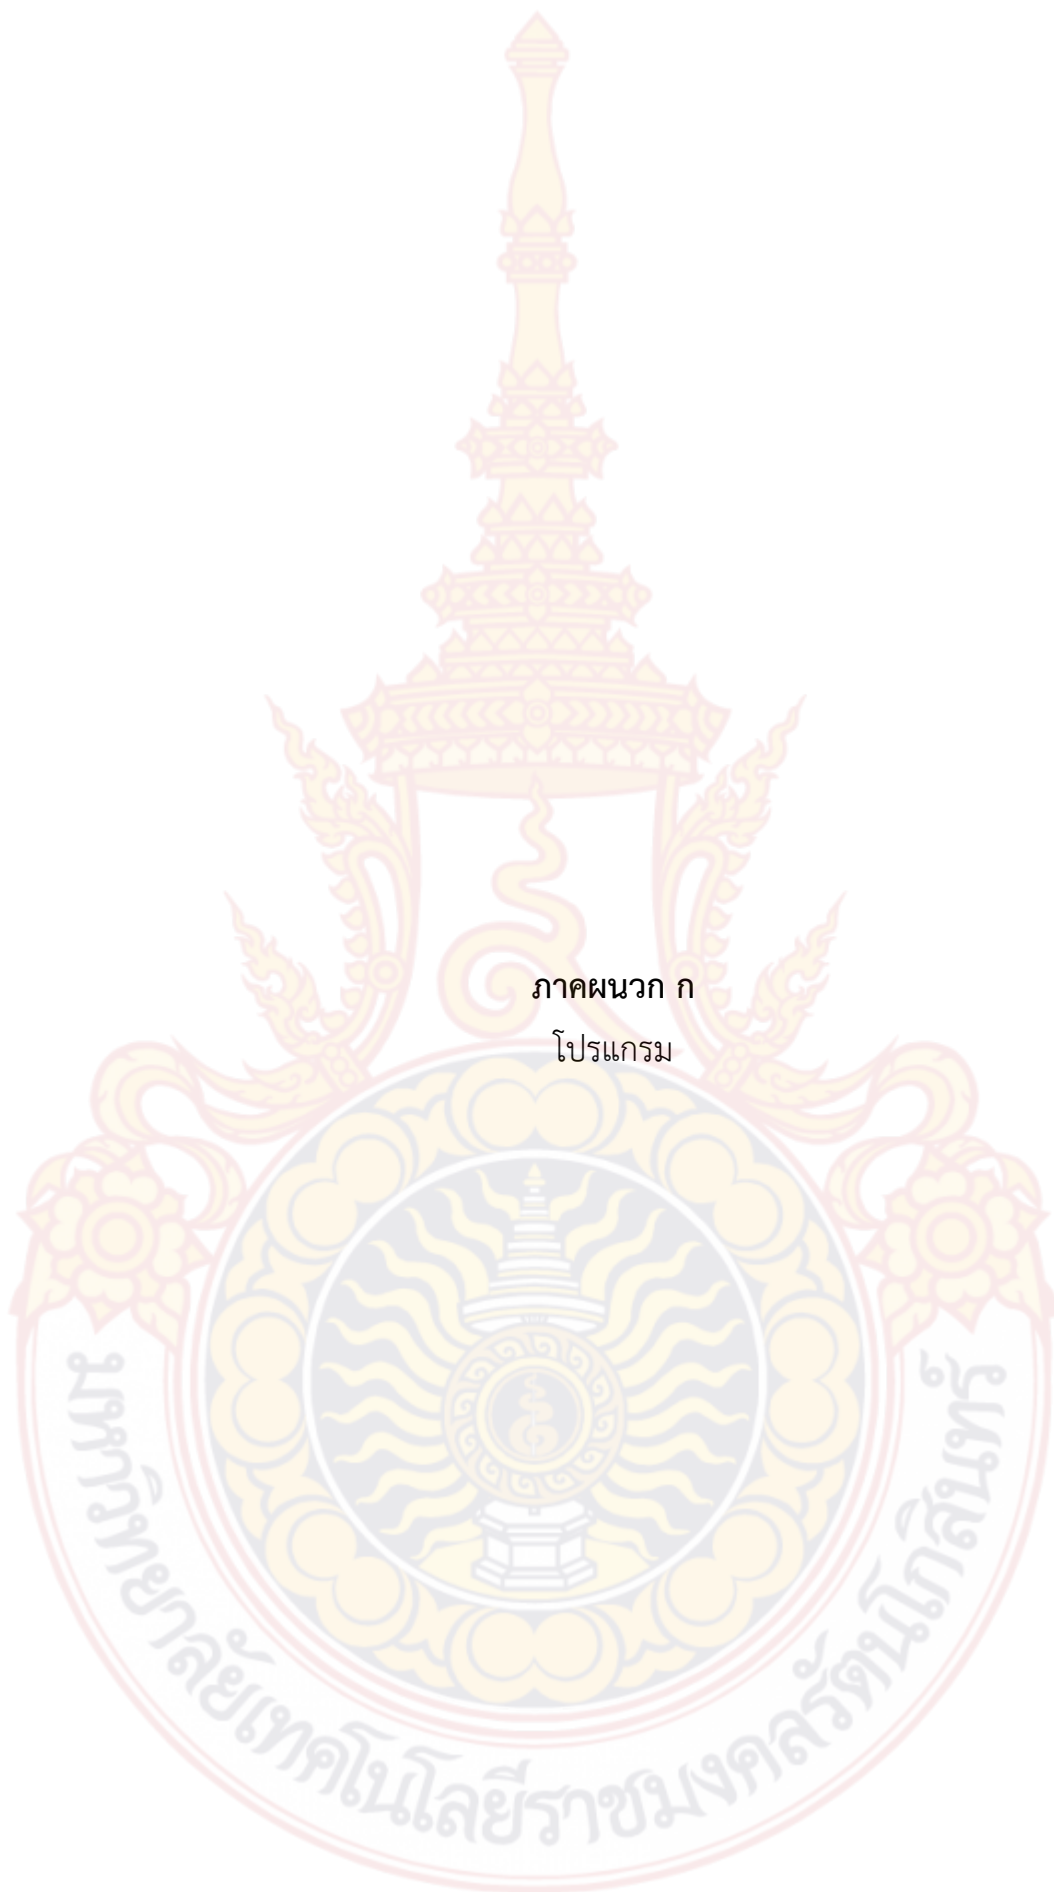 ภาคผนวก ก
โปรแกรม
มหาวิทยาลัยเทคโนโลยีราชมงคลรัตนโกสินทร์